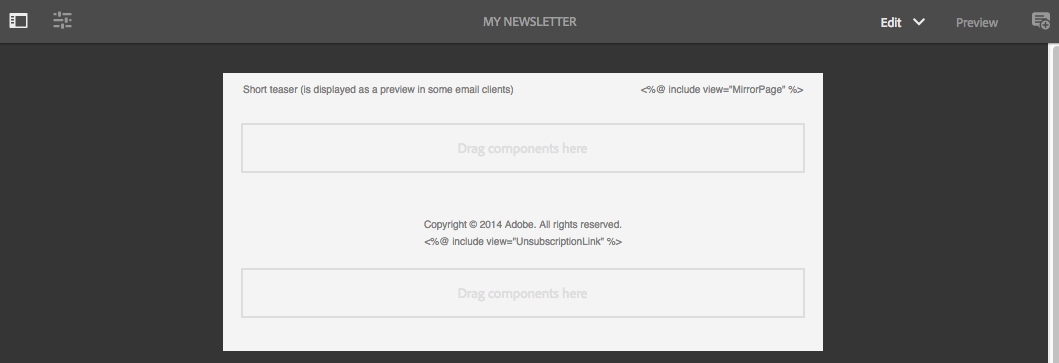 MY NEWSLETTER
Edit
Preview
Short teaser (is displayed as a preview in some email clients)
<%@ include view="MirrorPage" %>
Drag components here
Copyright © 2014 Adobe. All rights reserved.
<%@ include view="UnsubscriptionLink" %>
Drag components here